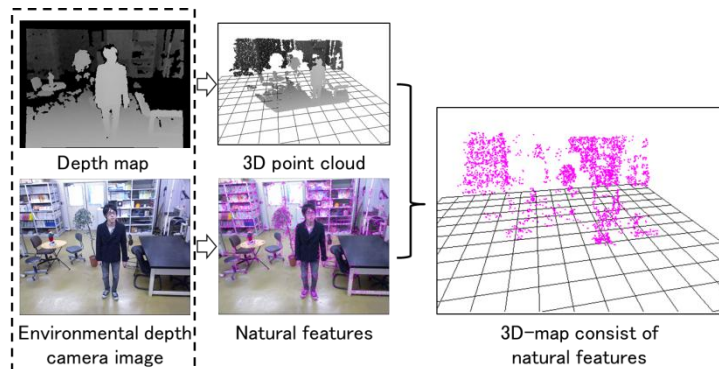 Depth map
3D point cloud
Environmental depth
camera image
Natural features
3D-map consist of
natural features